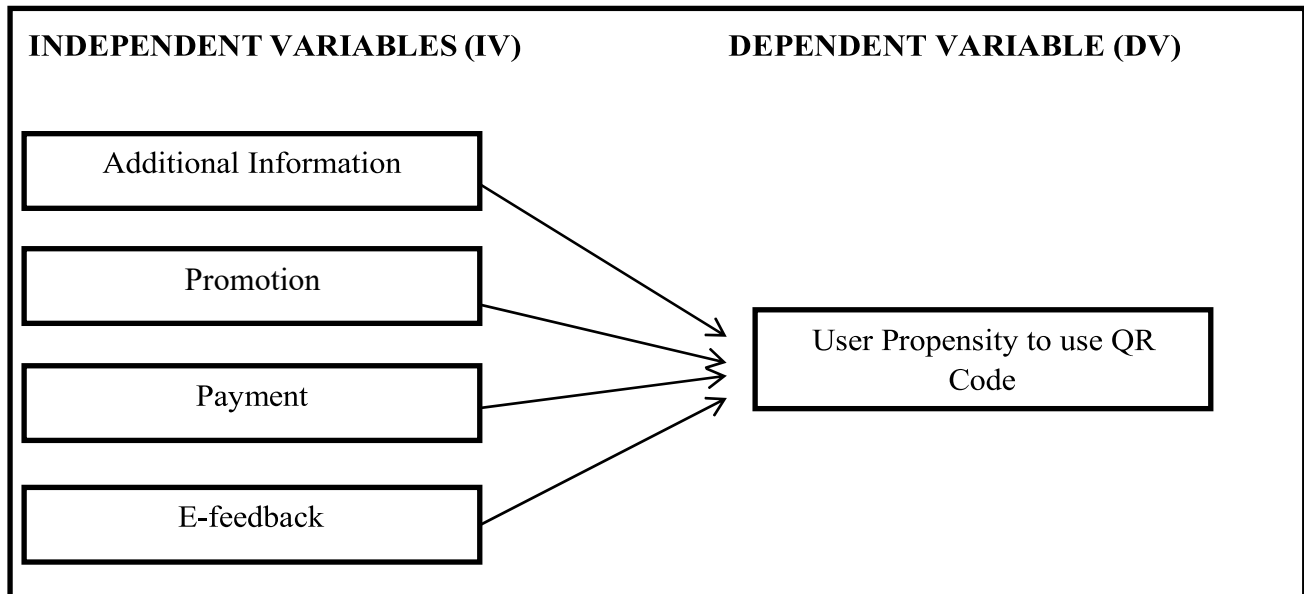 INDEPENDENT VARIABLES (IV)
DEPENDENT VARIABLE (DV)
Additional Information
Promotion
Payment
E-feedback
User Propensity to use QR
Code